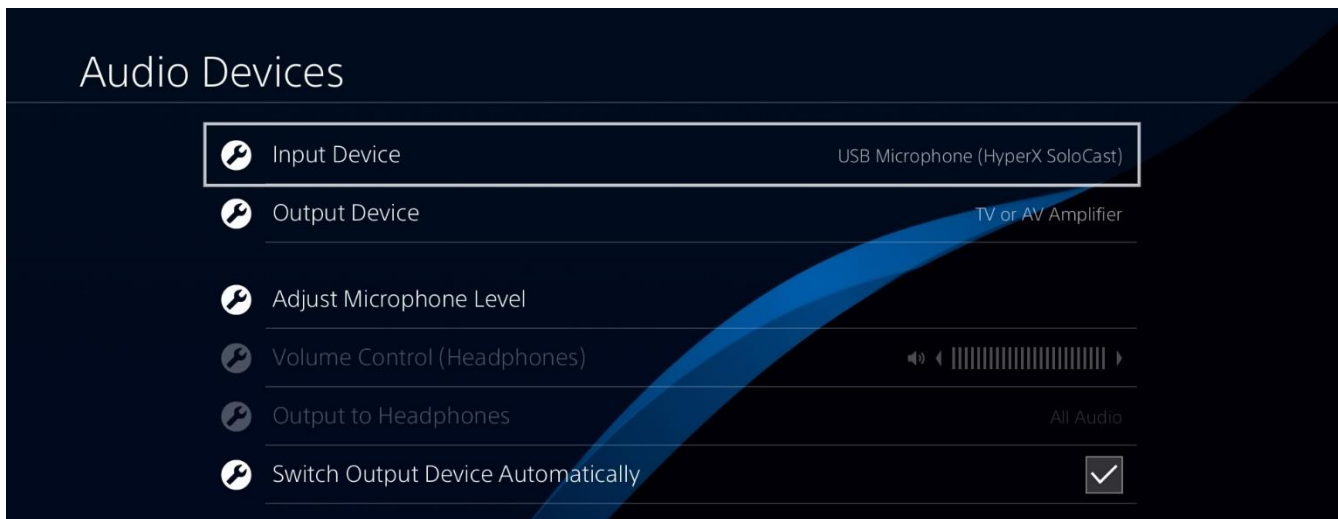 Audio Devices
Input Device USB Microphone (HyperX SoloCast)
Output Device TV or AV Amplifier
Adjust Microphone Level
Volume Control (Headphones)
Output to Headphones All Audio
Switch Output Device Automatically